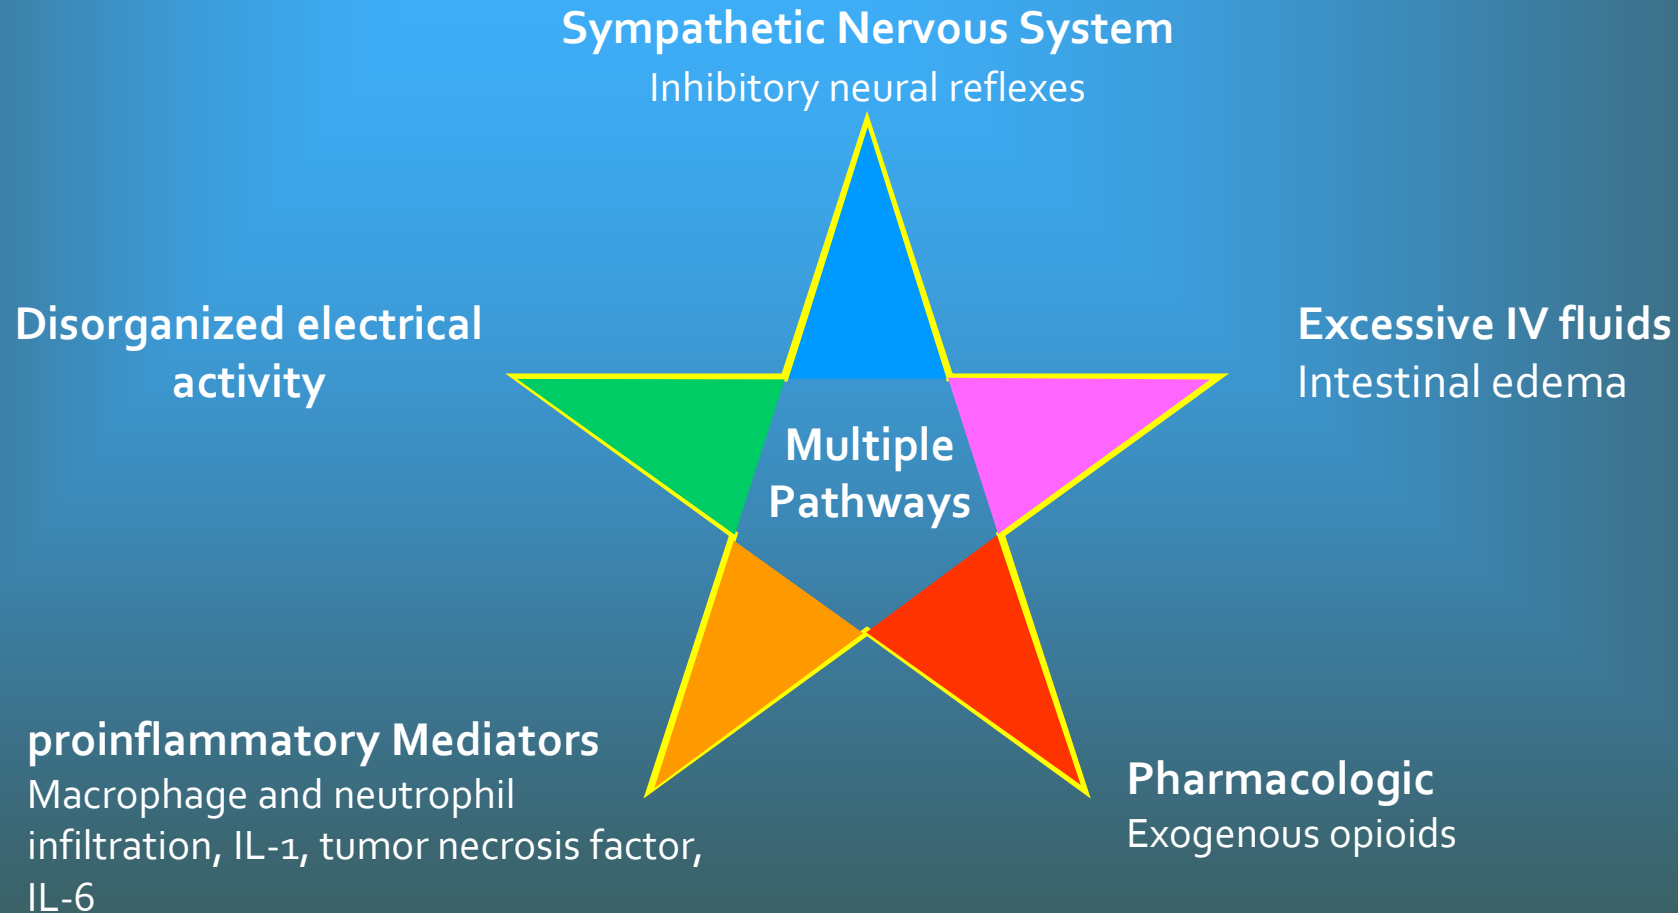 Sympathetic Nervous System
Inhibitory neural reflexes
Disorganized electrical
activity
Excessive IV fluids
Intestinal edema
Multiple
Pathways
proinflammatory Mediators
Macrophage and neutrophil
infiltration, IL-1, tumor necrosis factor,
IL-6
Pharmacologic
Exogenous opioids